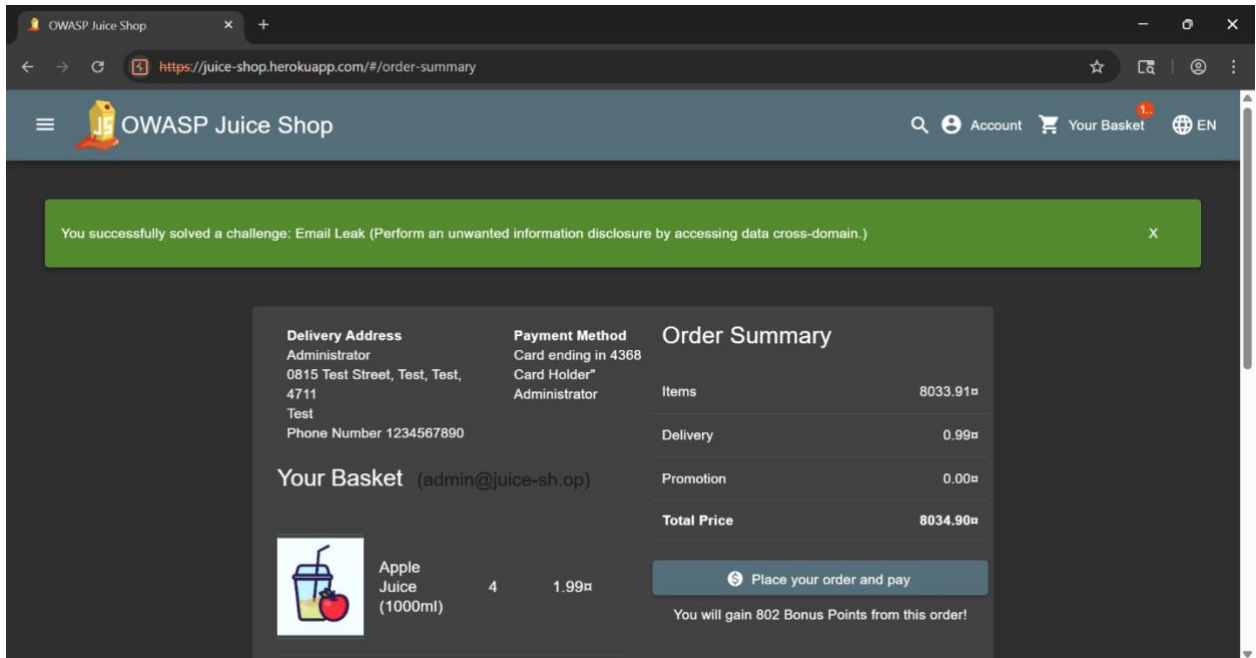 OWASP Juice Shop
https://juice-shop.herokuapp.com/#/order-summary
OWASP Juice Shop
Account
Your Basket
1..
EN
You successfully solved a challenge: Email Leak (Perform an unwanted information disclosure by accessing data cross-domain.)
X
Delivery Address
Administrator
0815 Test Street, Test, Test,
4711
Test
Phone Number 1234567890
Payment Method
Card ending in 4368
Card Holder"
Administrator
Your Basket (admin@juice-sh.op)
Apple
Juice
(1000ml)
4
1.99¤
Order Summary
Items 8033.91¤
Delivery 0.99¤
Promotion 0.00¤
Total Price 8034.90¤
Place your order and pay
You will gain 802 Bonus Points from this order!